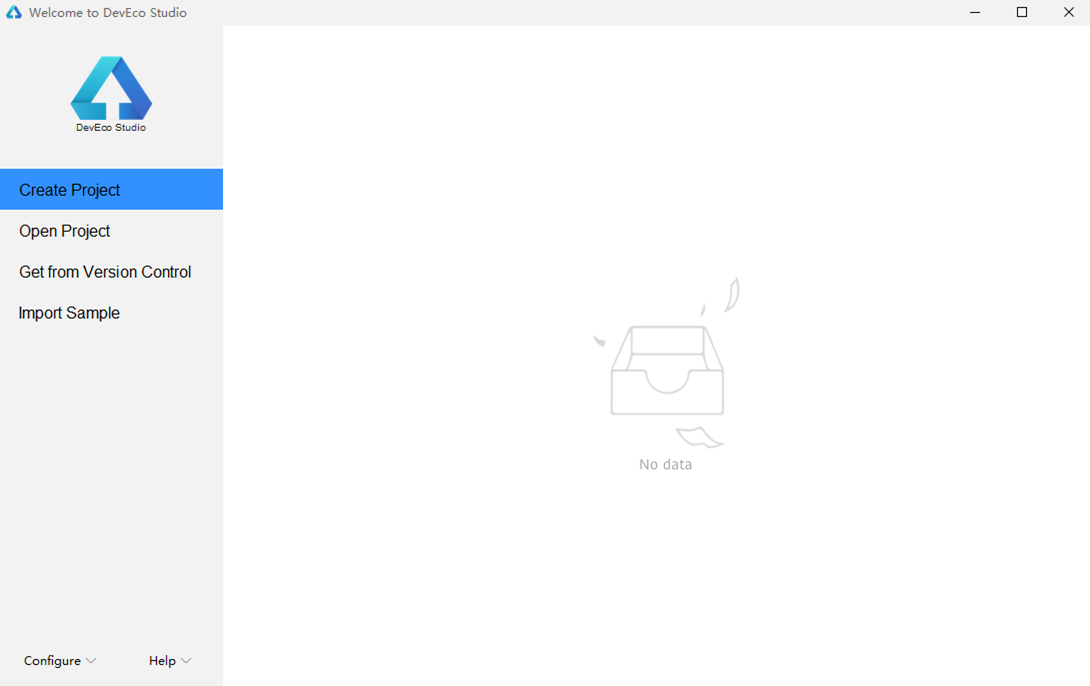 Welcome to DevEco Studio
DevEco Studio
Create Project
Open Project
Get from Version Control
Import Sample
No data
Configure
Help